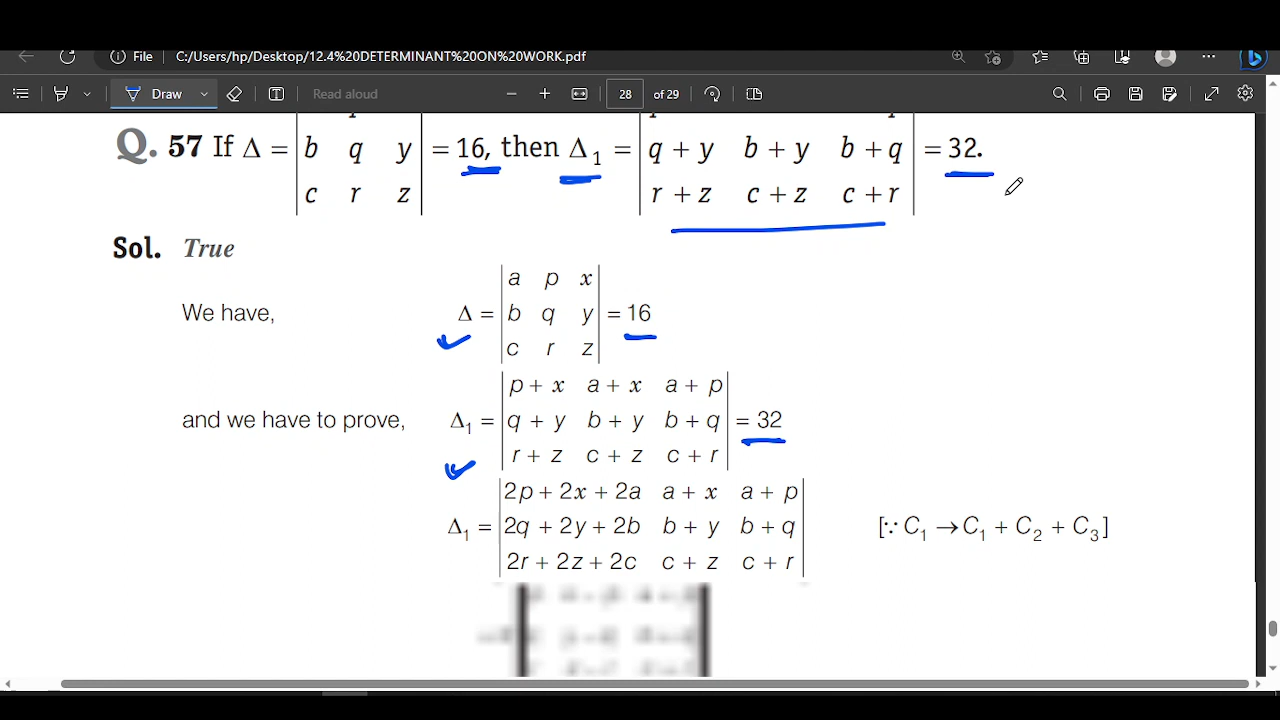 File | C:/Users/hp/Desktop/12.4%20DETERMINANT%20ON%20WORK.pdf
Draw Read aloud 28 of 29
Q. 57 If Δ = | b q y | = 16, then Δ₁ = | q + y b + y b + q | = 32.
c r z r + z c + z c + r
Sol. True
a p x
We have, Δ = | b q y | = 16
c r z
p + x a + x a + p
and we have to prove, Δ₁ = | q + y b + y b + q | = 32
r + z c + z c + r
2p + 2x + 2a a + x a + p
Δ₁ = | 2q + 2y + 2b b + y b + q | [∵ C₁ → C₁ + C₂ + C₃]
2r + 2z + 2c c + z c + r